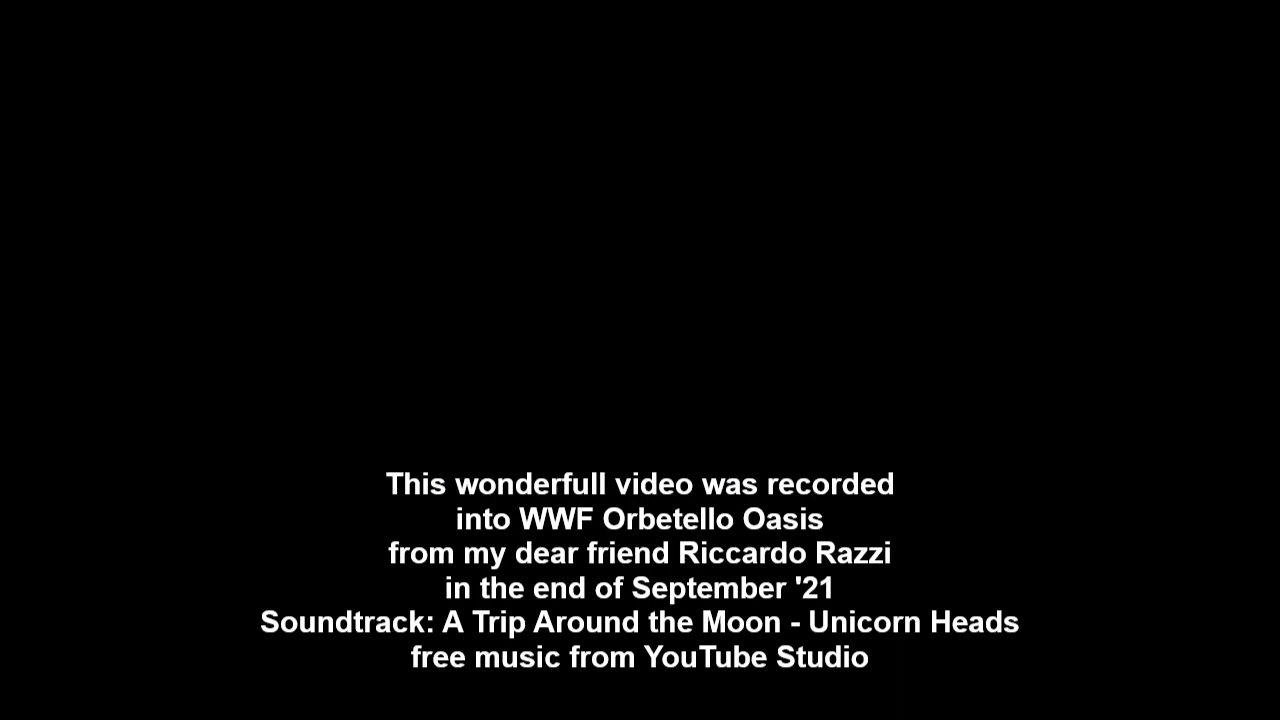 This wonderfull video was recorded
into WWF Orbetello Oasis
from my dear friend Riccardo Razzi
in the end of September '21
Soundtrack: A Trip Around the Moon - Unicorn Heads
free music from YouTube Studio